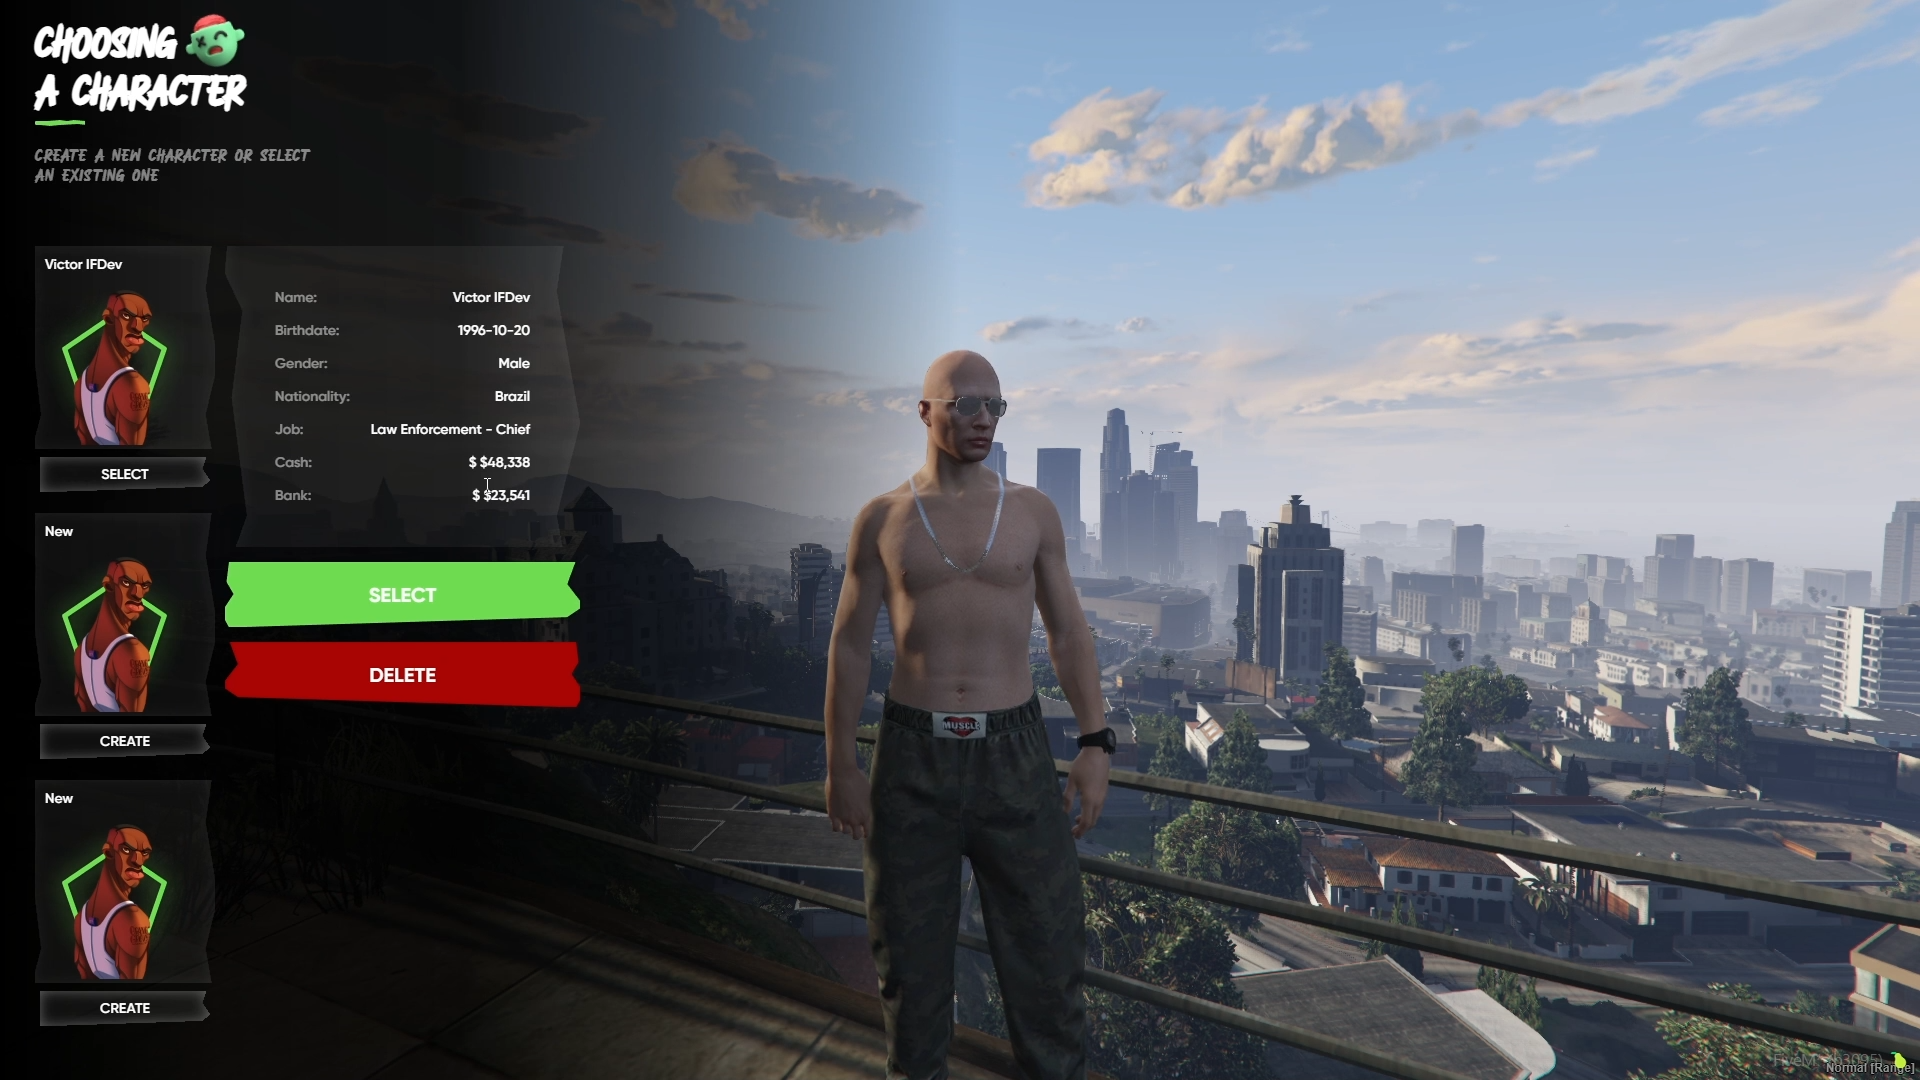 CHOOSING
A CHARACTER
CREATE A NEW CHARACTER OR SELECT
AN EXISTING ONE
Victor IFDev
SELECT
Name: Victor IFDev
Birthdate: 1996-10-20
Gender: Male
Nationality: Brazil
Job: Law Enforcement - Chief
Cash: $ $48,338
Bank: $ $23,541
SELECT
DELETE
New
CREATE
New
CREATE
MUSCLE
FiveM
Normal [Range]